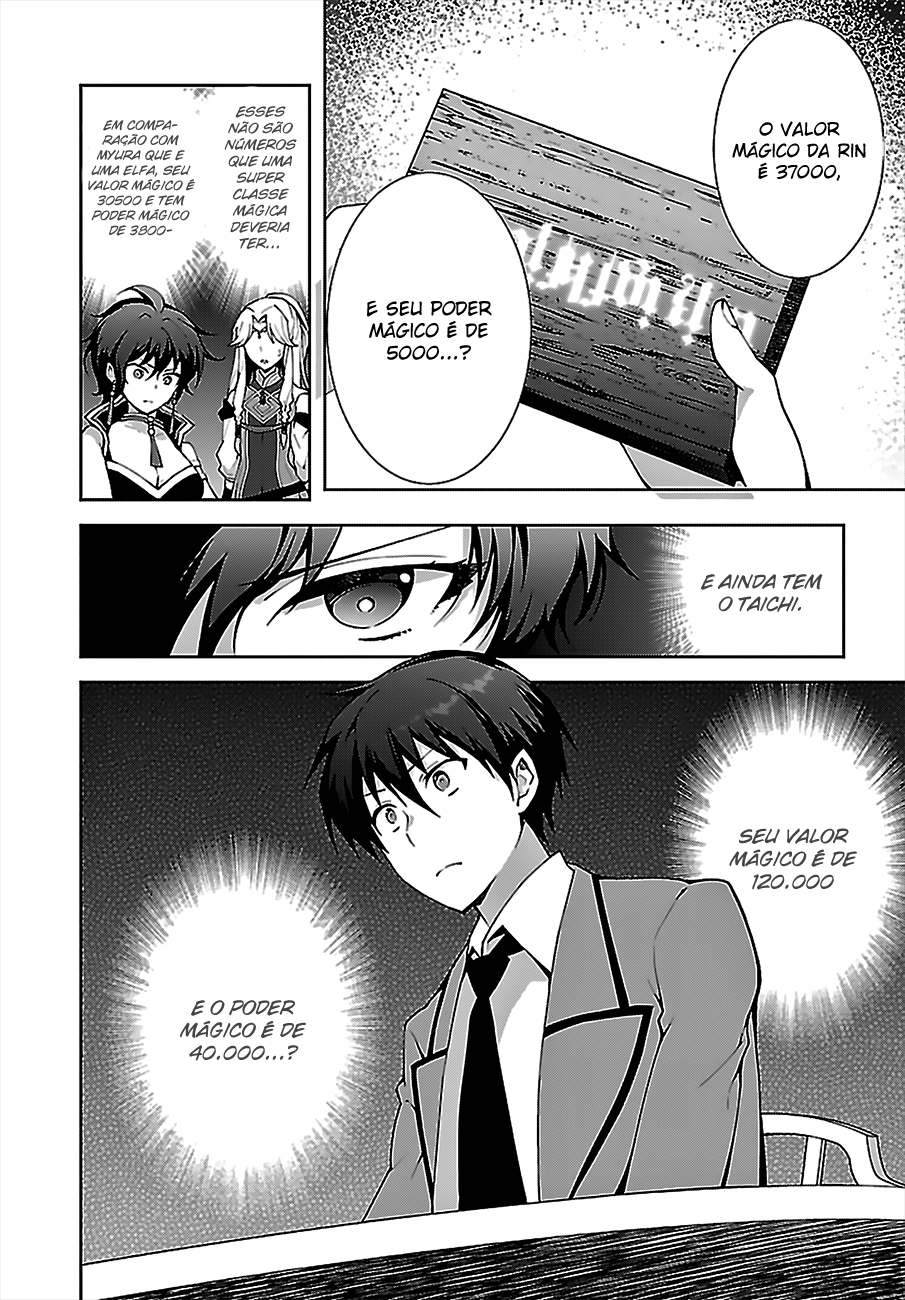 O VALOR
MÁGICO DA RIN
É 37000,
E SEU PODER
MÁGICO É DE
5000...?
ESSES
NÃO SÃO
NÚMEROS
QUE UMA
SUPER
CLASSE
MÁGICA
DEVERIA
TER...
EM COMPA-
RAÇÃO COM
MYURA QUE E
UMA ELFA, SEU
VALOR MÁGICO É
30500 E TEM
PODER MÁGICO
DE 3800-
E AINDA TEM
O TAICHI.
SEU VALOR
MÁGICO É DE
120.000
E O PODER
MÁGICO É DE
40.000...?